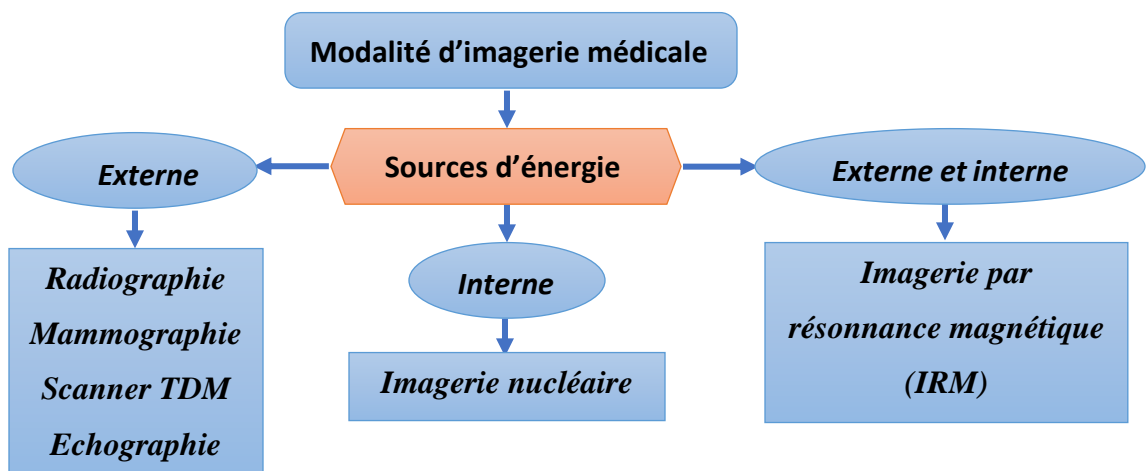 Modalité d'imagerie médicale
Sources d'énergie
Externe
Externe et interne
Interne
Radiographie
Mammographie
Scanner TDM
Echographie
Imagerie nucléaire
Imagerie par
résonnance magnétique
(IRM)